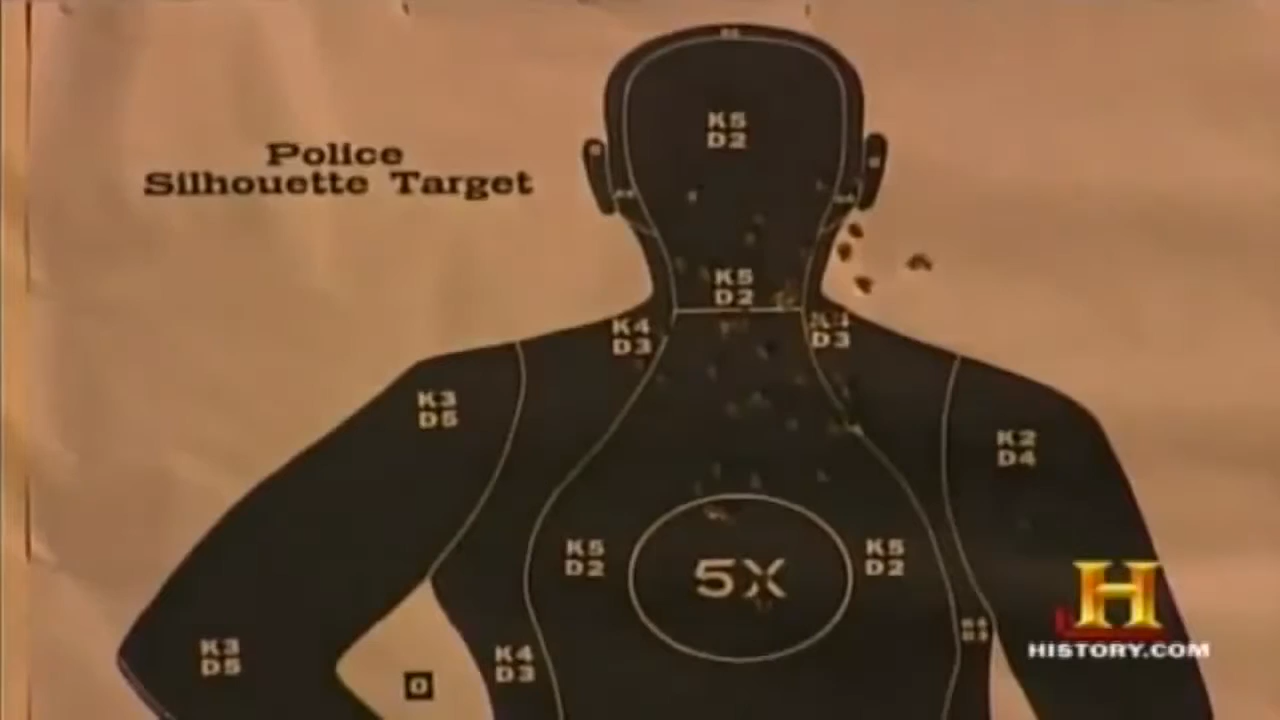 K5
D2
Police
Silhouette Target
K5
D2
K4
D3
D3
K3
D5
K2
D4
K5
D2
5X
K5
D2
K3
D5
K4
D3
0
H
HISTORY.COM